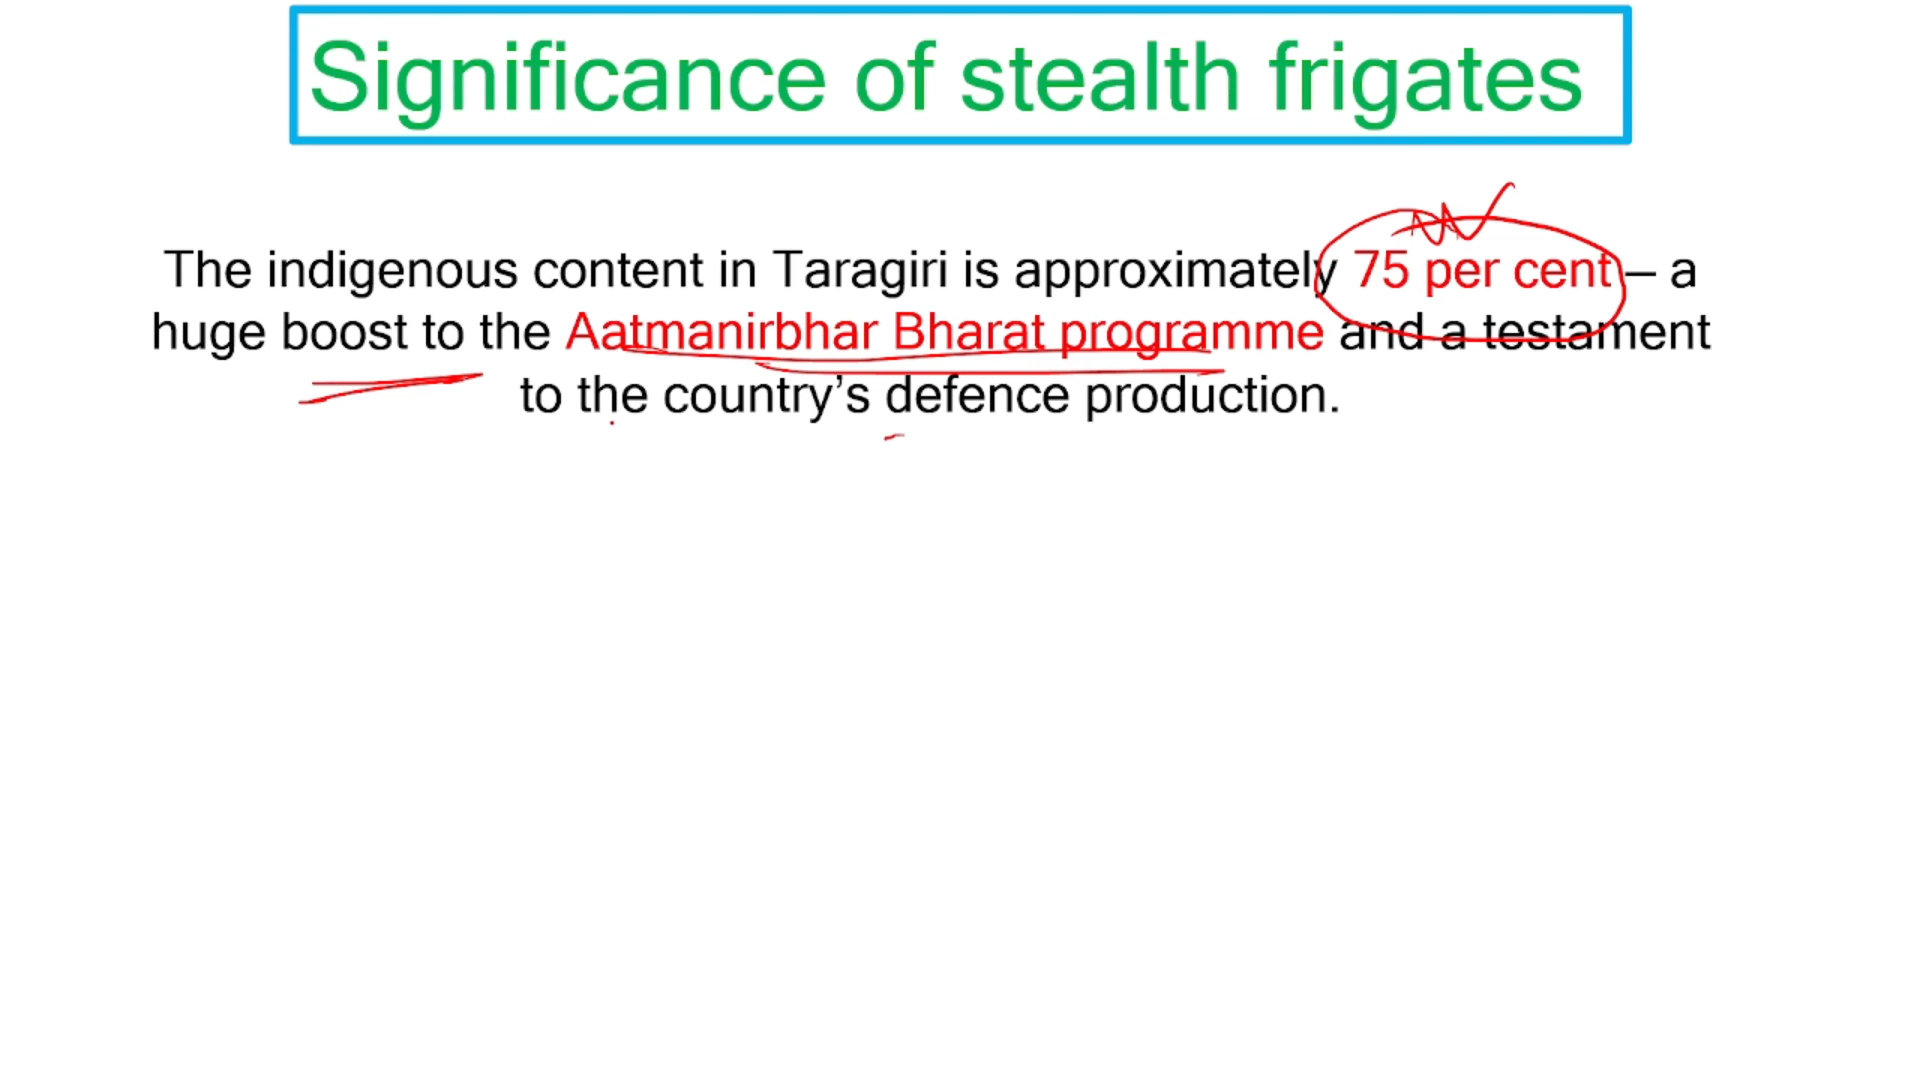 Significance of stealth frigates
The indigenous content in Taragiri is approximately 75 per cent – a
huge boost to the Aatmanirbhar Bharat programme and a testament
to the country’s defence production.